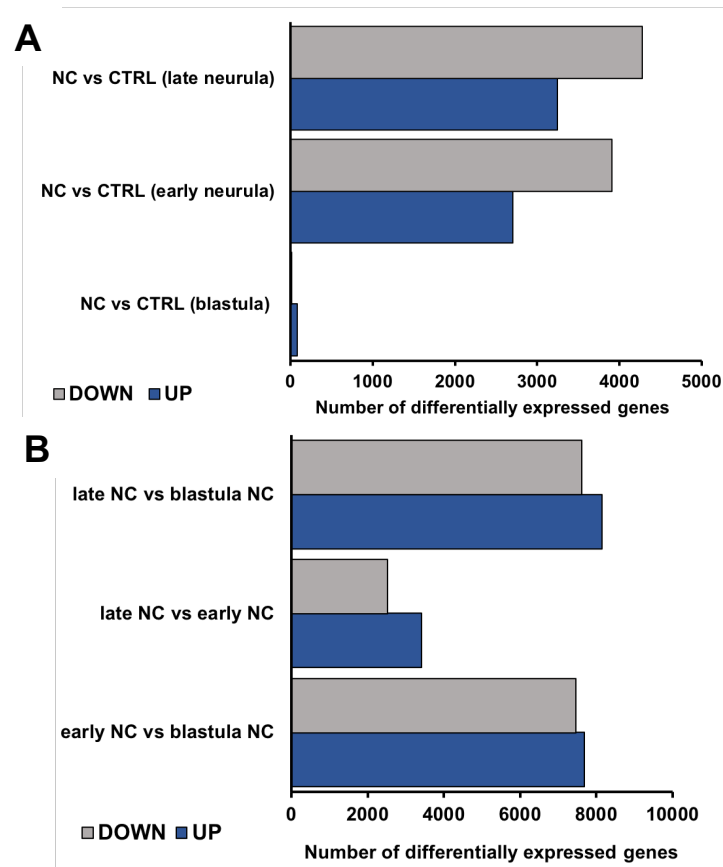 A
NC vs CTRL (late neurula)
NC vs CTRL (early neurula)
NC vs CTRL (blastula)
0 1000 2000 3000 4000 5000
DOWN UP
Number of differentially expressed genes
B
late NC vs blastula NC
late NC vs early NC
early NC vs blastula NC
0 2000 4000 6000 8000 10000
DOWN UP
Number of differentially expressed genes